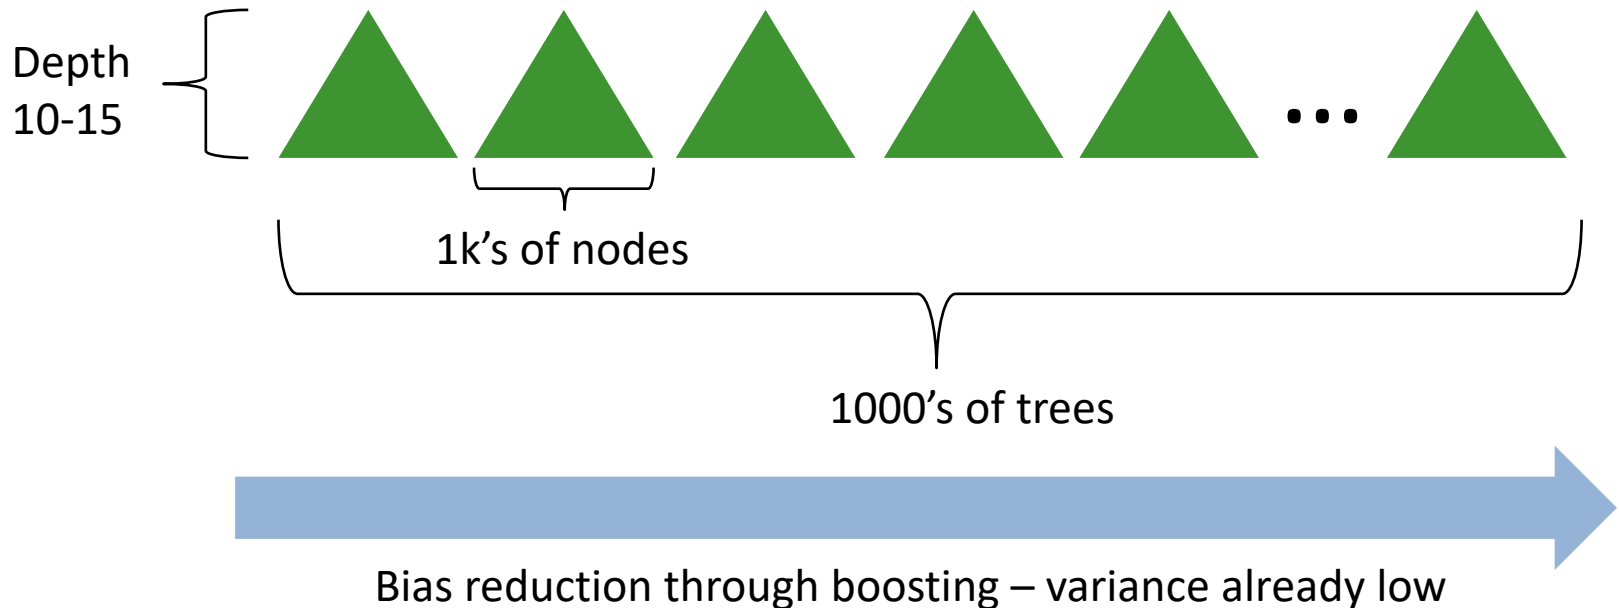 Depth
10-15
...
1k’s of nodes
1000’s of trees
Bias reduction through boosting – variance already low